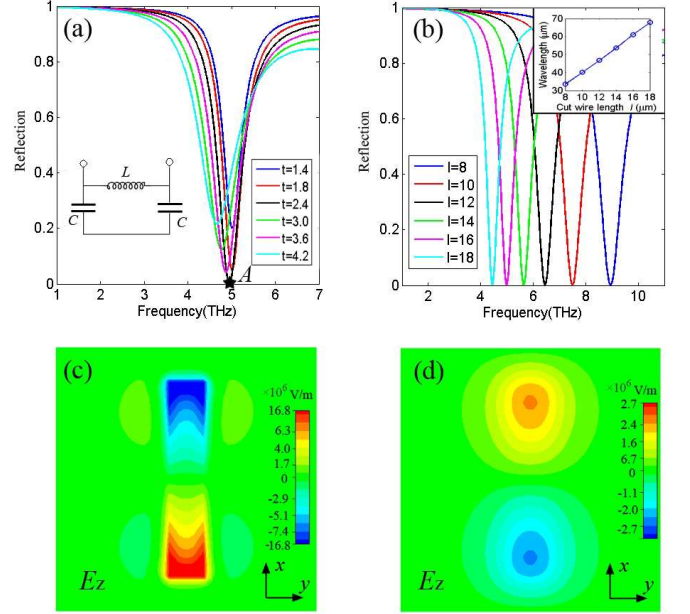 (a)
1
0.8
0.6
0.4
0.2
0
Reflection
L
C
C
t=1.4
t=1.8
t=2.4
t=3.0
t=3.6
t=4.2
A
1 2 3 4 5 6 7
Frequency(THz)
(b)
1
0.8
0.6
0.4
0.2
0
Reflection
70
60
50
40
30
Wavelength (μm)
8 10 12 14 16 18
Cut wire length l (μm)
l=8
l=10
l=12
l=14
l=16
l=18
2 4 6 8 10
Frequency(THz)
(c)
×10⁶ V/m
16.8
6.3
4.3
1.7
0
-2.9
-5.1
-7.4
-16.8
Ez
x
y
(d)
×10⁶ V/m
2.7
2.4
1.6
0.6
0
-1.1
-2.0
-2.7
Ez
x
y